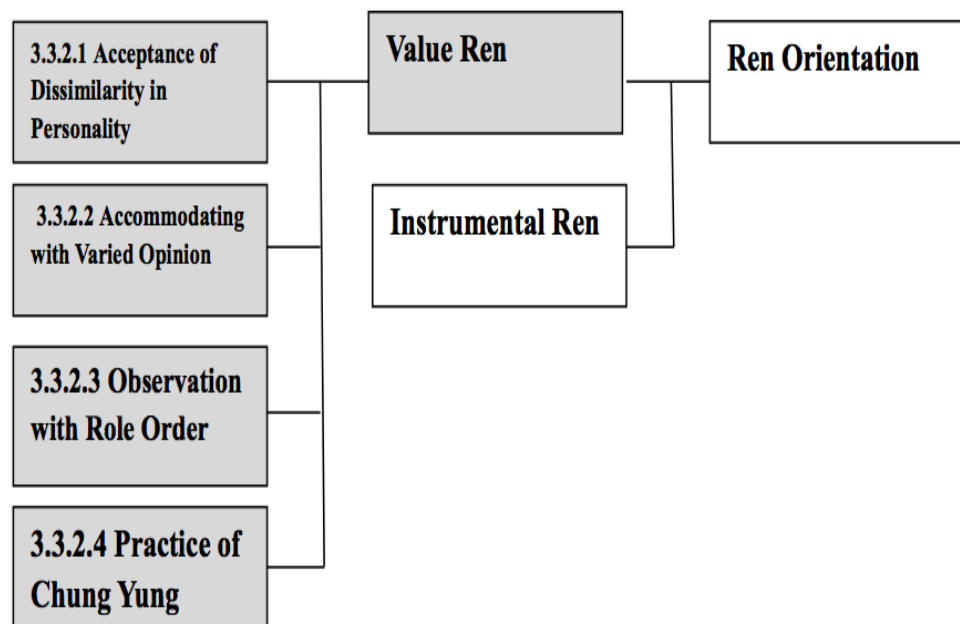 3.3.2.1 Acceptance of
Dissimilarity in
Personality
Value Ren
Ren Orientation
3.3.2.2 Accommodating
with Varied Opinion
Instrumental Ren
3.3.2.3 Observation
with Role Order
3.3.2.4 Practice of
Chung Yung